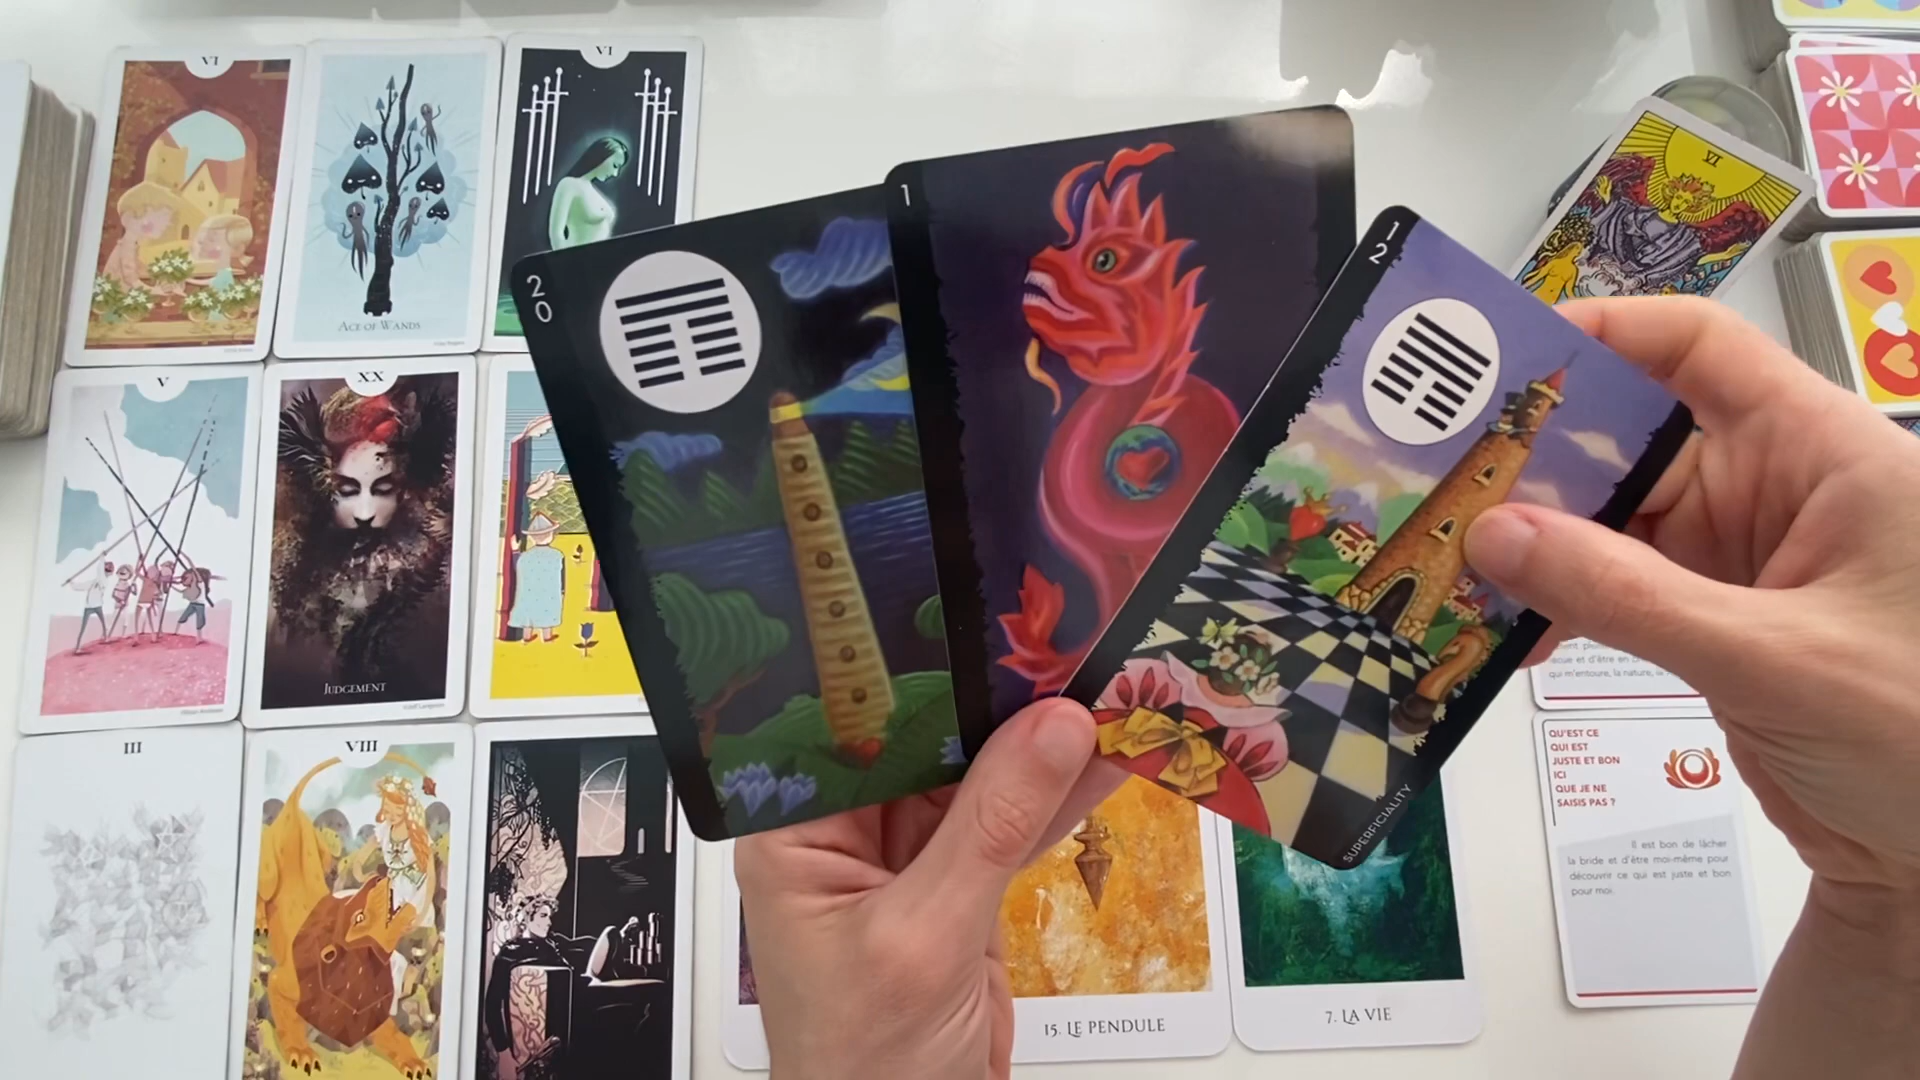 VI
VI
ACE OF WANDS
VI
20
1
12
V
XX
JUDGEMENT
SUPERFICIALITY
III
VIII
QU'EST CE
QUI EST
JUSTE ET BON
ICI
QUE JE NE
SAISIS PAS ?
Il est bon de lâcher
la bride et d'être moi-même pour
découvrir ce qui est juste et bon
pour moi.
qui m'entoure, la nature, la
15. LE PENDULE
7. LA VIE